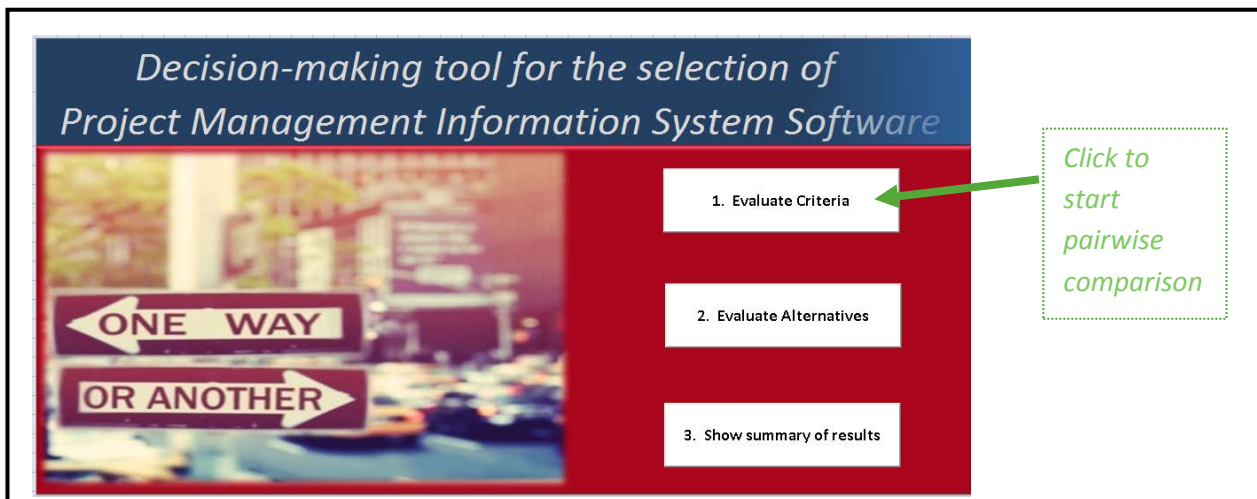 Decision-making tool for the selection of
Project Management Information System Software
1. Evaluate Criteria
Click to
start
pairwise
comparison
ONE WAY
OR ANOTHER
2. Evaluate Alternatives
3. Show summary of results